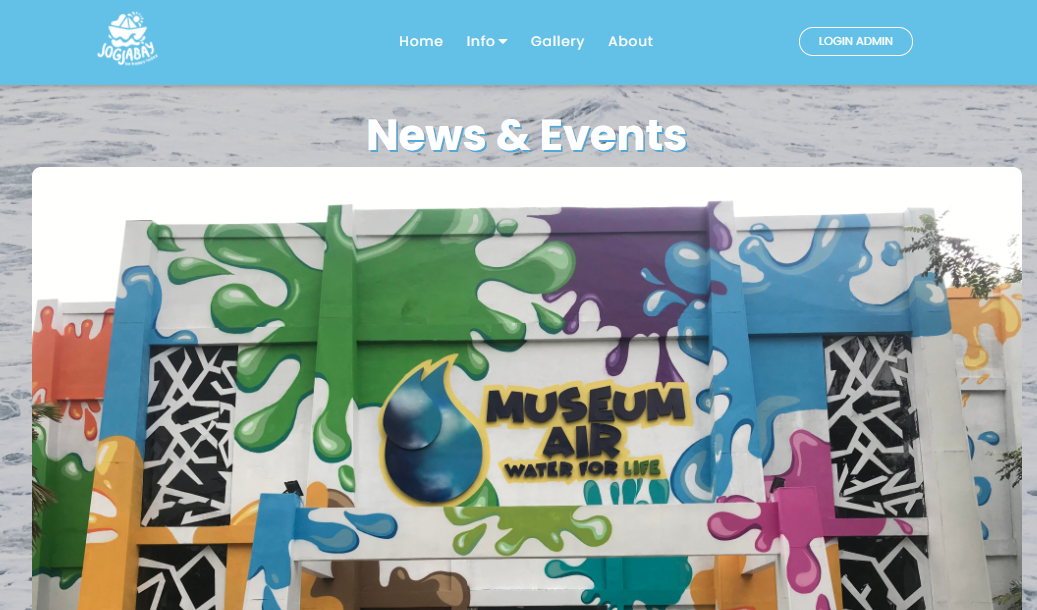 JOGJABAY
Home Info Gallery About
LOGIN ADMIN
News & Events
MUSEUM
AIR
WATER FOR LIFE